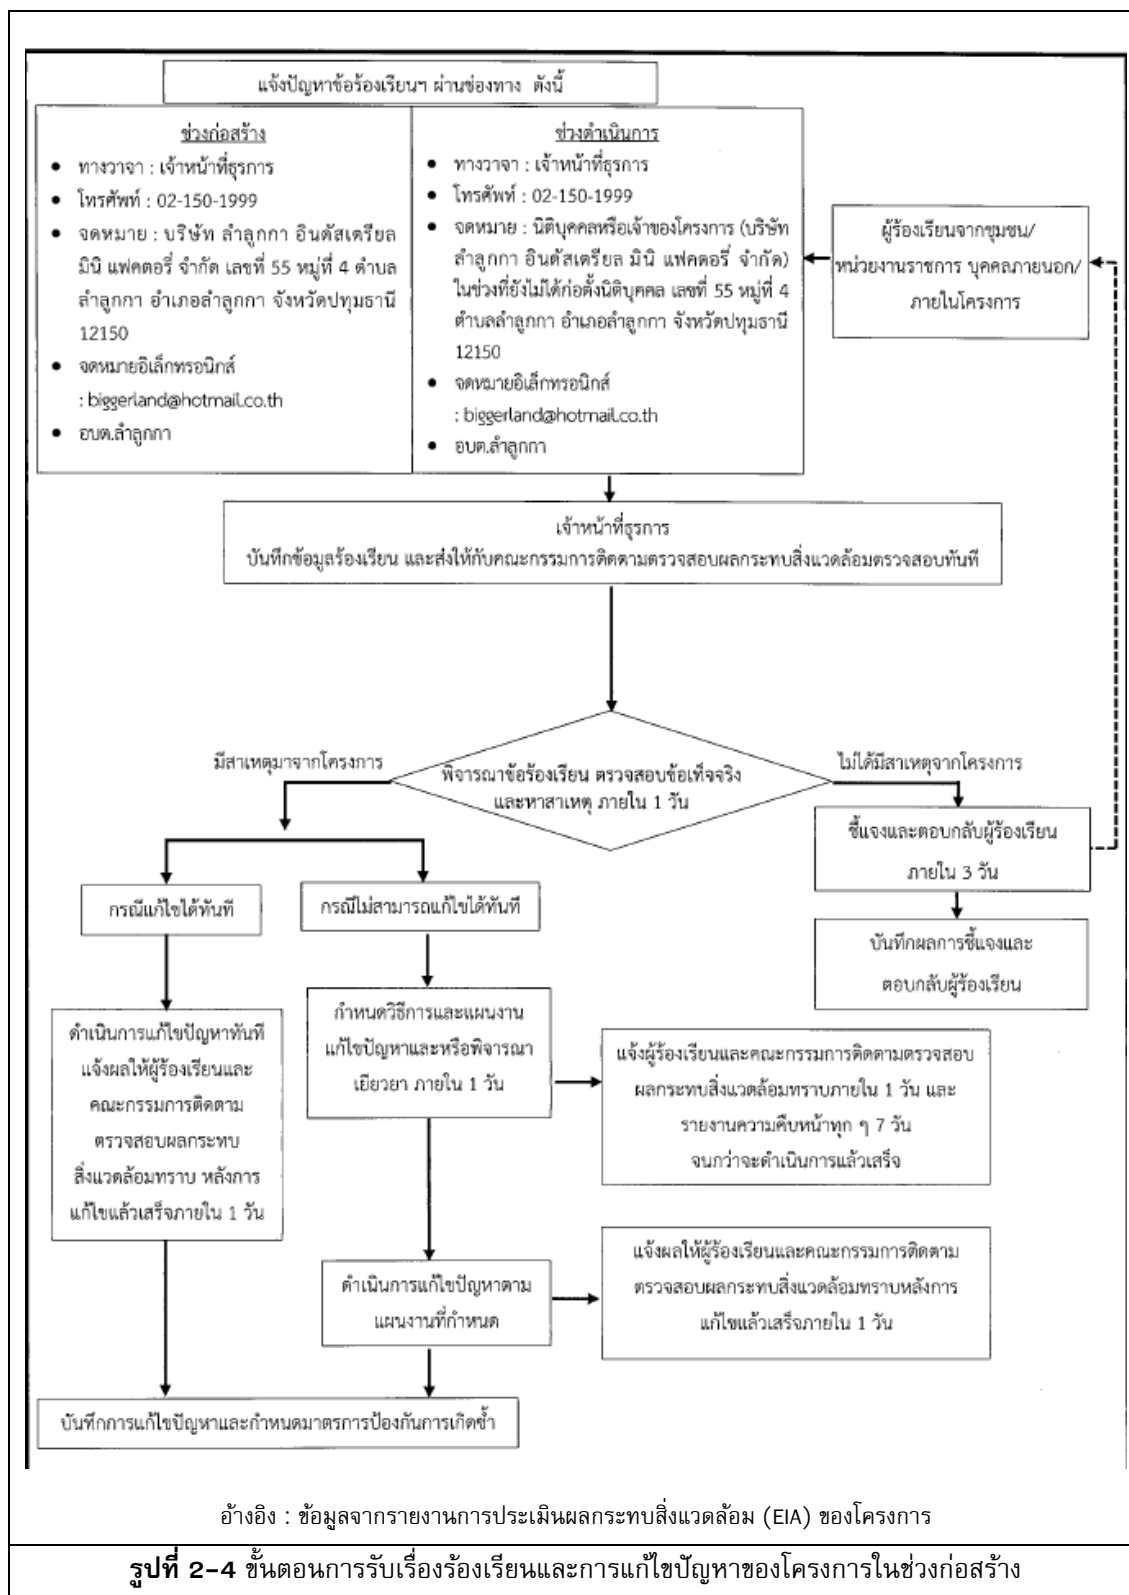 แจ้งปัญหาข้อร้องเรียนฯ ผ่านช่องทาง ดังนี้
ช่วงก่อสร้าง
• ทางวาจา : เจ้าหน้าที่ธุรการ
• โทรศัพท์ : 02-150-1999
• จดหมาย : บริษัท ลำลูกกา อินดัสเตรียล
มินิ แฟคตอรี่ จำกัด เลขที่ 55 หมู่ที่ 4 ตำบล
ลำลูกกา อำเภอลำลูกกา จังหวัดปทุมธานี
12150
• จดหมายอิเล็กทรอนิกส์
: biggerland@hotmail.co.th
• อบต.ลำลูกกา
ช่วงดำเนินการ
• ทางวาจา : เจ้าหน้าที่ธุรการ
• โทรศัพท์ : 02-150-1999
• จดหมาย : นิติบุคคลหรือเจ้าของโครงการ (บริษัท
ลำลูกกา อินดัสเตรียล มินิ แฟคตอรี่ จำกัด)
ในช่วงที่ยังไม่ได้ก่อตั้งนิติบุคคล เลขที่ 55 หมู่ที่ 4
ตำบลลำลูกกา อำเภอลำลูกกา จังหวัดปทุมธานี
12150
• จดหมายอิเล็กทรอนิกส์
: biggerland@hotmail.co.th
• อบต.ลำลูกกา
ผู้ร้องเรียนจากชุมชน/
หน่วยงานราชการ บุคคลภายนอก/
ภายในโครงการ
เจ้าหน้าที่ธุรการ
บันทึกข้อมูลร้องเรียน และส่งให้กับคณะกรรมการติดตามตรวจสอบผลกระทบสิ่งแวดล้อมตรวจสอบทันที
มีสาเหตุมาจากโครงการ
พิจารณาข้อร้องเรียน ตรวจสอบข้อเท็จจริง
และหาสาเหตุ ภายใน 1 วัน
ไม่ได้มีสาเหตุจากโครงการ
ชี้แจงและตอบกลับผู้ร้องเรียน
ภายใน 3 วัน
บันทึกผลการชี้แจงและ
ตอบกลับผู้ร้องเรียน
กรณีแก้ไขได้ทันที
กรณีไม่สามารถแก้ไขได้ทันที
ดำเนินการแก้ไขปัญหาทันที
แจ้งผลให้ผู้ร้องเรียนและ
คณะกรรมการติดตาม
ตรวจสอบผลกระทบ
สิ่งแวดล้อมทราบ หลังการ
แก้ไขแล้วเสร็จภายใน 1 วัน
กำหนดวิธีการและแผนงาน
แก้ไขปัญหาและหรือพิจารณา
เยียวยา ภายใน 1 วัน
แจ้งผู้ร้องเรียนและคณะกรรมการติดตามตรวจสอบ
ผลกระทบสิ่งแวดล้อมทราบภายใน 1 วัน และ
รายงานความคืบหน้าทุก ๆ 7 วัน
จนกว่าจะดำเนินการแล้วเสร็จ
ดำเนินการแก้ไขปัญหาตาม
แผนงานที่กำหนด
แจ้งผลให้ผู้ร้องเรียนและคณะกรรมการติดตาม
ตรวจสอบผลกระทบสิ่งแวดล้อมทราบหลังการ
แก้ไขแล้วเสร็จภายใน 1 วัน
บันทึกการแก้ไขปัญหาและกำหนดมาตรการป้องกันการเกิดซ้ำ
อ้างอิง : ข้อมูลจากรายงานการประเมินผลกระทบสิ่งแวดล้อม (EIA) ของโครงการ
รูปที่ 2-4 ขั้นตอนการรับเรื่องร้องเรียนและการแก้ไขปัญหาของโครงการในช่วงก่อสร้าง